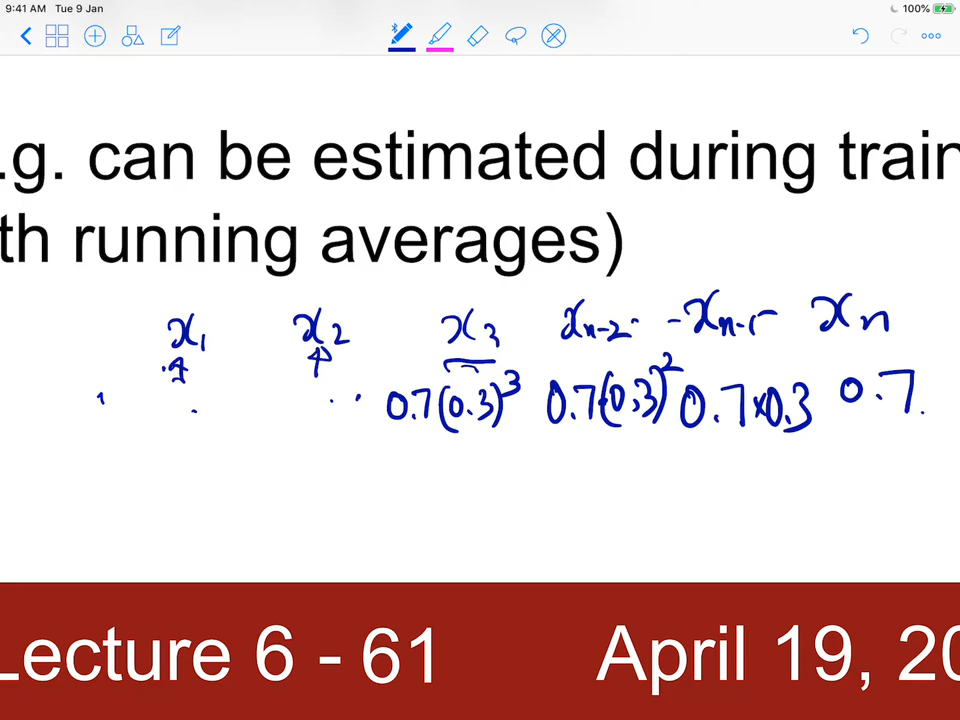 9:41 AM Tue 9 Jan 100%
.g. can be estimated during train
th running averages)
x₁ x₂ x₃ xₙ₋₂ - xₙ₋₁ - xₙ
0.7(0.3)³ 0.7(0.3)² 0.7×0.3 0.7
Lecture 6 - 61 April 19, 20